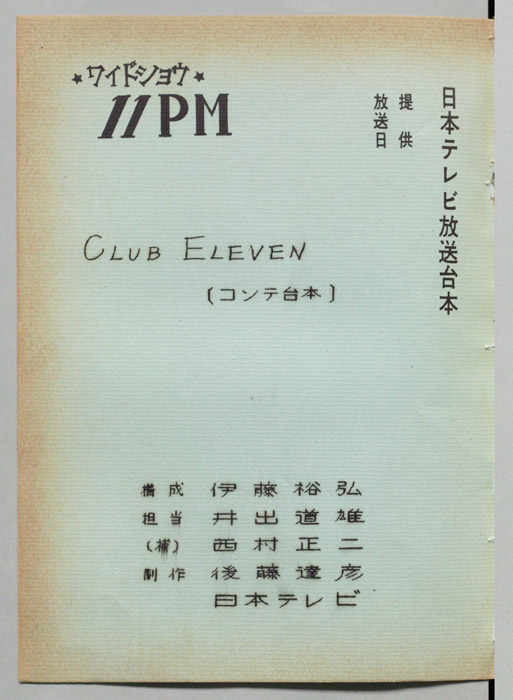 日本テレビ放送台本
提供
放送日
★ワイドショウ★
11PM
CLUB ELEVEN
〔コンテ台本〕
構成 伊藤裕弘
担当 井出道雄
(補) 西村正二
制作 後藤達彦
日本テレビ